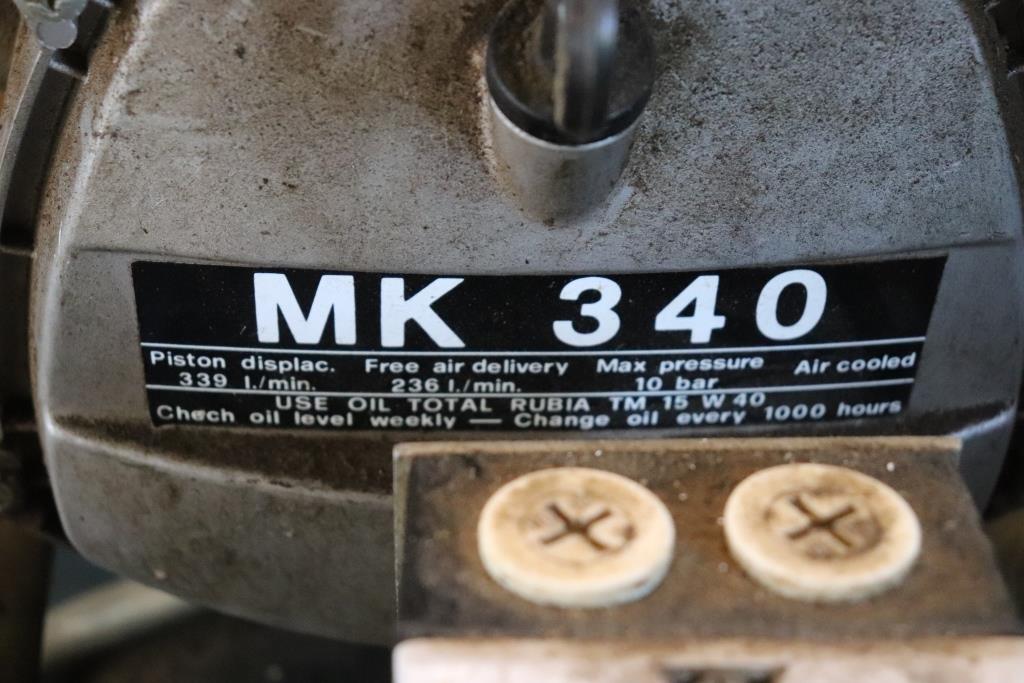 MK 340
Piston displac. Free air delivery Max pressure Air cooled
339 l./min. 236 l./min. 10 bar
USE OIL TOTAL RUBIA TM 15 W 40
Chech oil level weekly — Change oil every 1000 hours